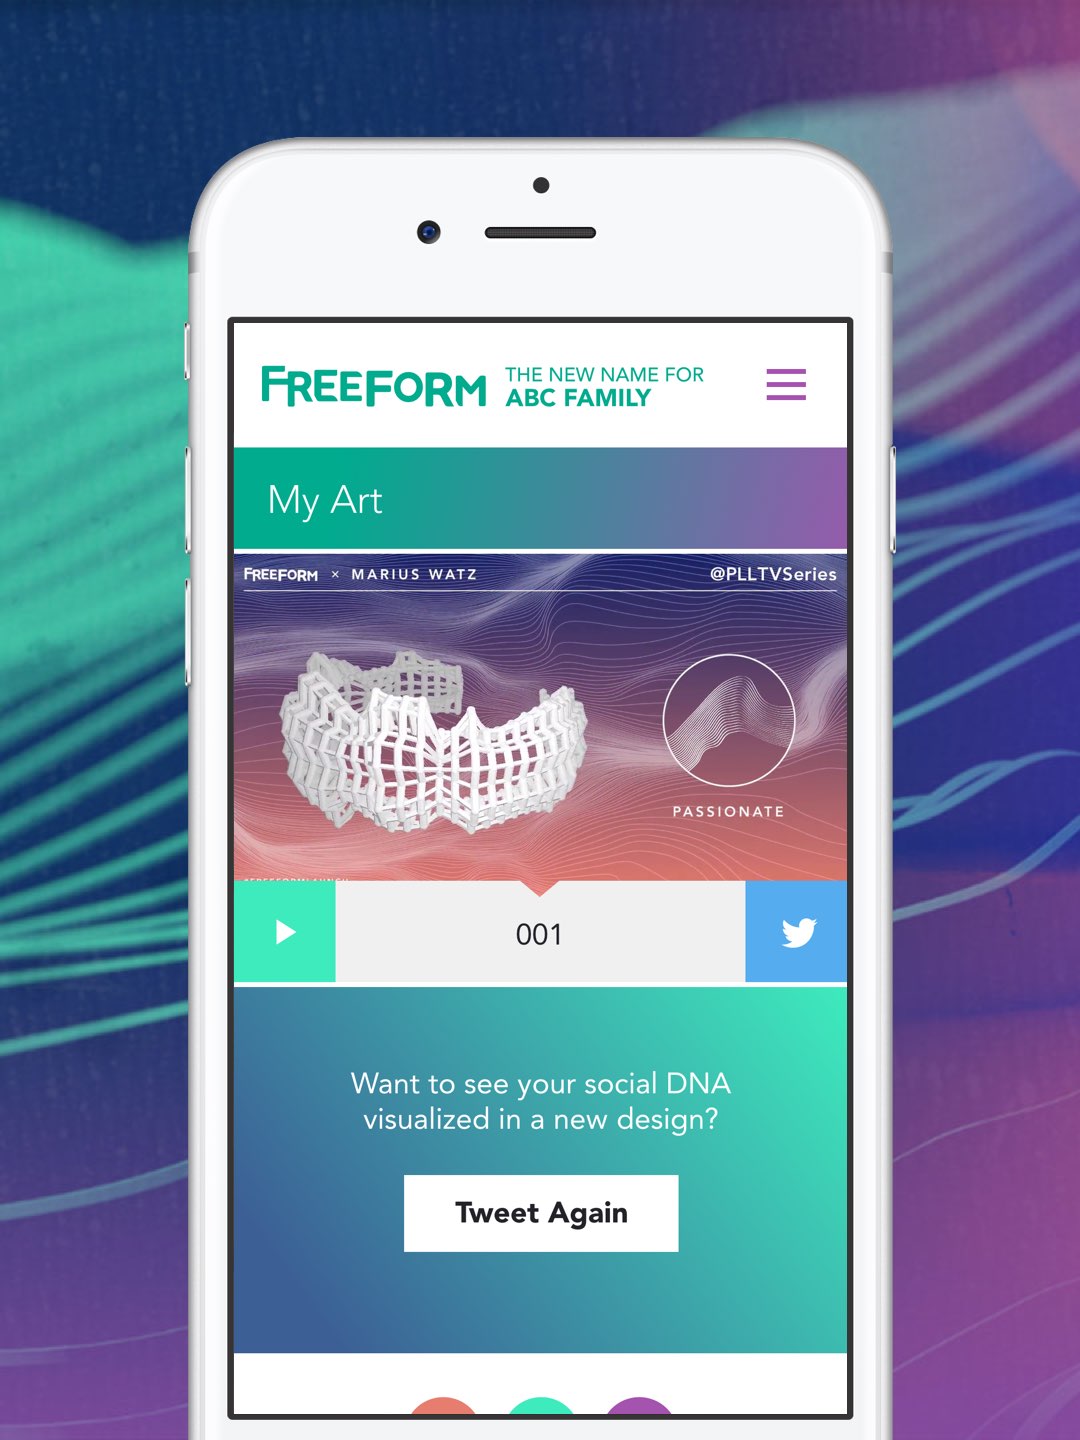 FREEFORM THE NEW NAME FOR
ABC FAMILY
My Art
FREEFORM × MARIUS WATZ @PLLTVSeries
PASSIONATE
001
Want to see your social DNA
visualized in a new design?
Tweet Again